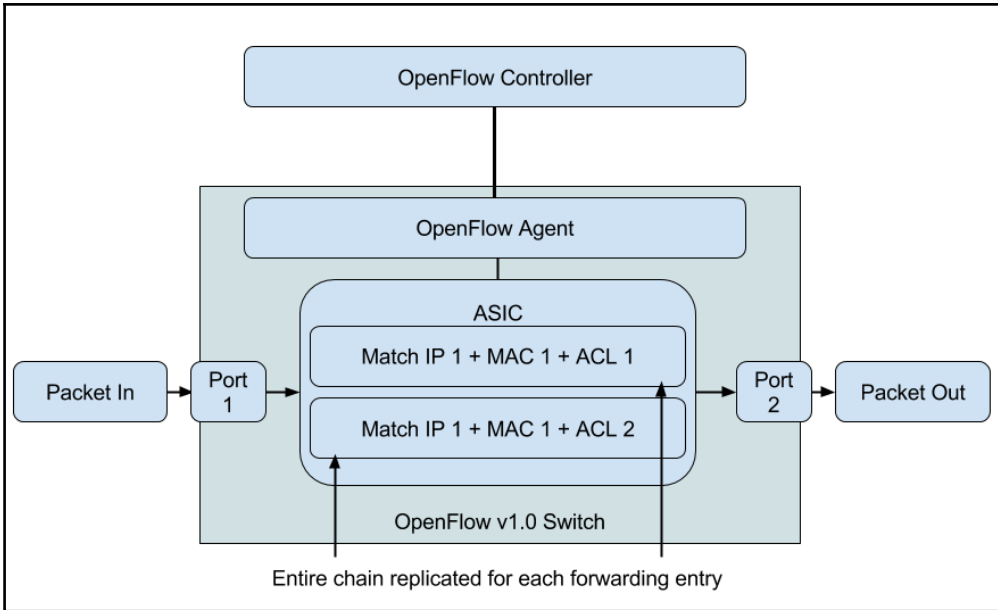 OpenFlow Controller
OpenFlow Agent
ASIC
Match IP 1 + MAC 1 + ACL 1
Packet In
Port
1
Port
2
Packet Out
Match IP 1 + MAC 1 + ACL 2
OpenFlow v1.0 Switch
Entire chain replicated for each forwarding entry